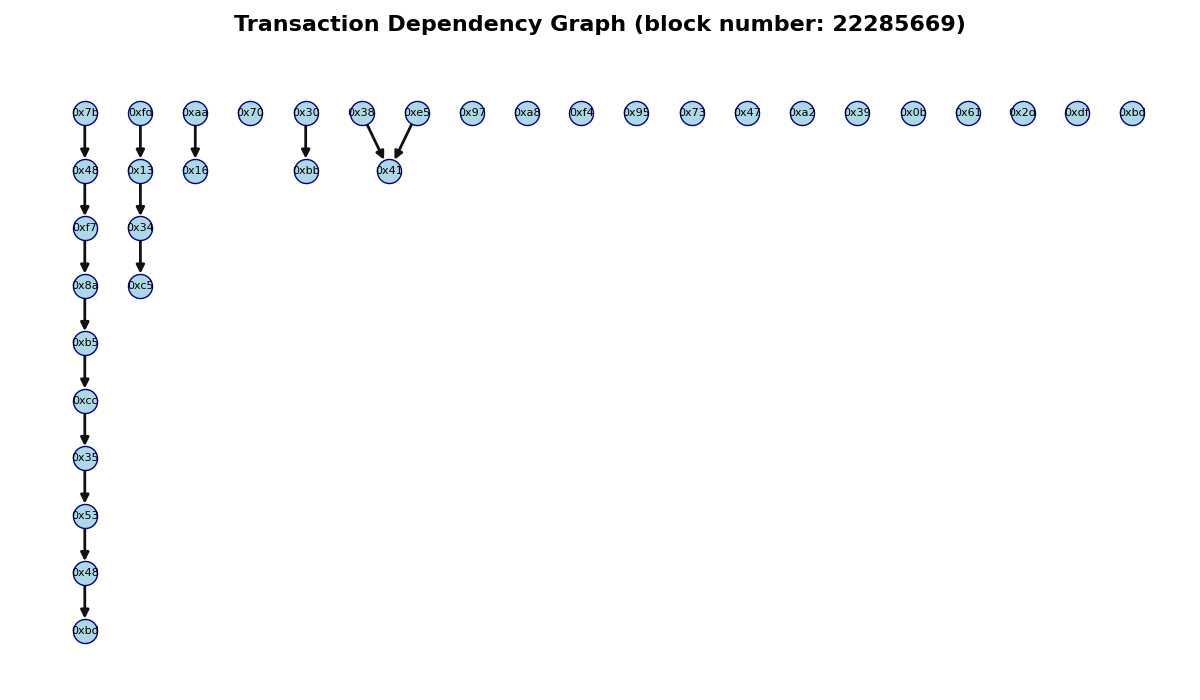 Transaction Dependency Graph (block number: 22285669)
0x7b 0xfd 0xaa 0x70 0x30 0x38 0xe5 0x97 0xa8 0xf4 0x95 0x73 0x47 0xa2 0x39 0x0b 0x61 0x2d 0xdf 0xbd
0x48 0x13 0x16 0xbb 0x41
0xf7 0x34
0x8a 0xc5
0xb5
0xcc
0x35
0x53
0x48
0xbd